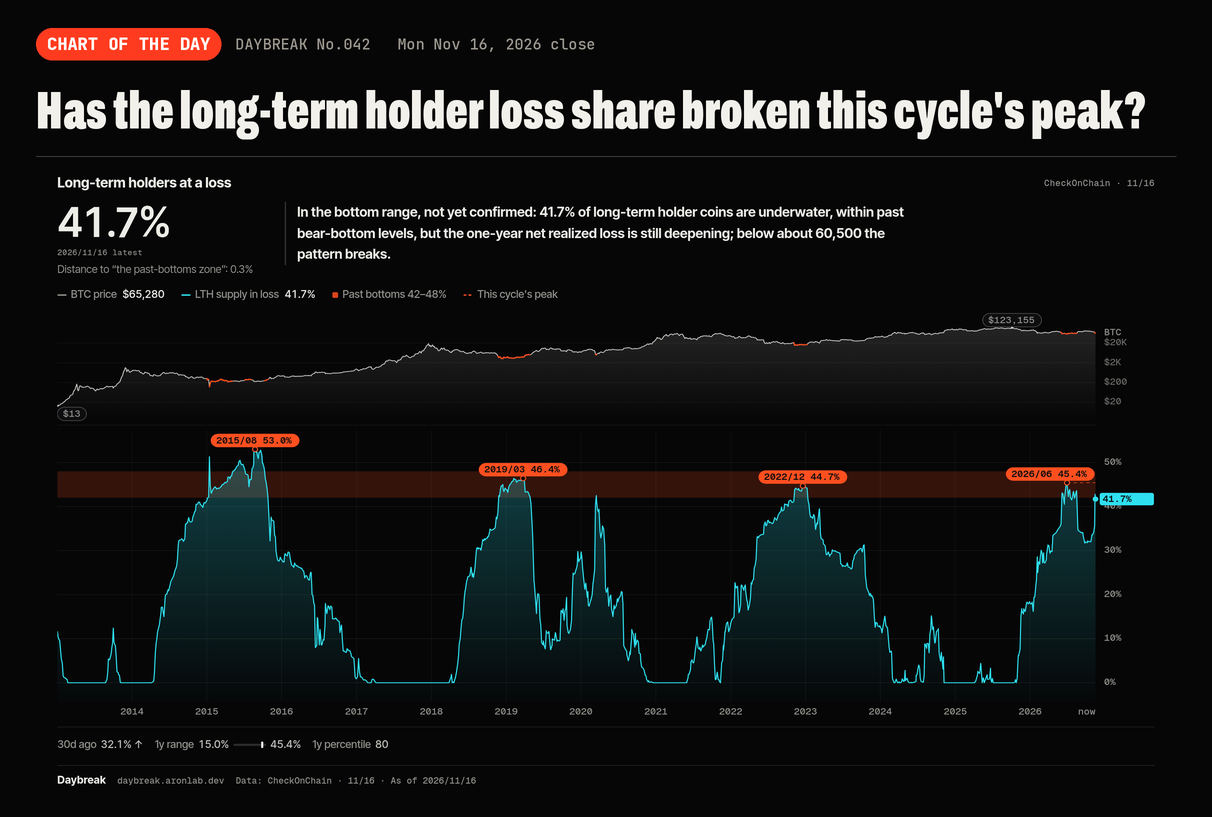 CHART OF THE DAY DAYBREAK No.042 Mon Nov 16, 2026 close
Has the long-term holder loss share broken this cycle's peak?
Long-term holders at a loss
CheckOnChain · 11/16
41.7%
2026/11/16 latest
Distance to “the past-bottoms zone”: 0.3%
In the bottom range, not yet confirmed: 41.7% of long-term holder coins are underwater, within past
bear-bottom levels, but the one-year net realized loss is still deepening; below about 60,500 the
pattern breaks.
BTC price $65,280 LTH supply in loss 41.7% Past bottoms 42–48% This cycle's peak
$123,155
BTC
$20K
$2K
$200
$20
$13
2015/08 53.0%
2019/03 46.4%
2022/12 44.7%
2026/06 45.4%
50%
41.7%
40%
30%
20%
10%
0%
2014 2015 2016 2017 2018 2019 2020 2021 2022 2023 2024 2025 2026 now
30d ago 32.1% ↑ 1y range 15.0% 45.4% 1y percentile 80
Daybreak daybreak.aronlab.dev Data: CheckOnChain · 11/16 · As of 2026/11/16